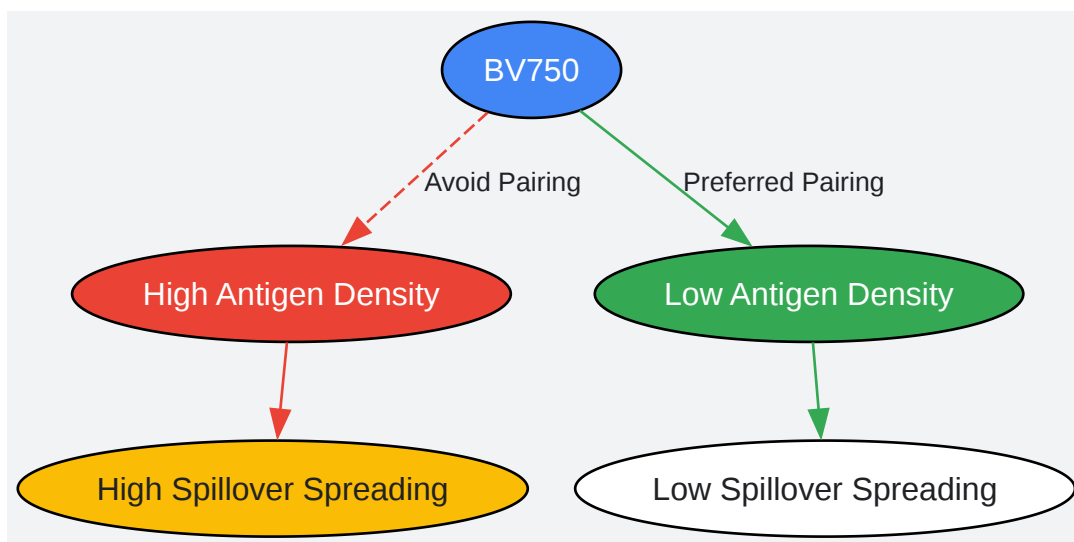 BV750
Avoid Pairing
Preferred Pairing
High Antigen Density
Low Antigen Density
High Spillover Spreading
Low Spillover Spreading